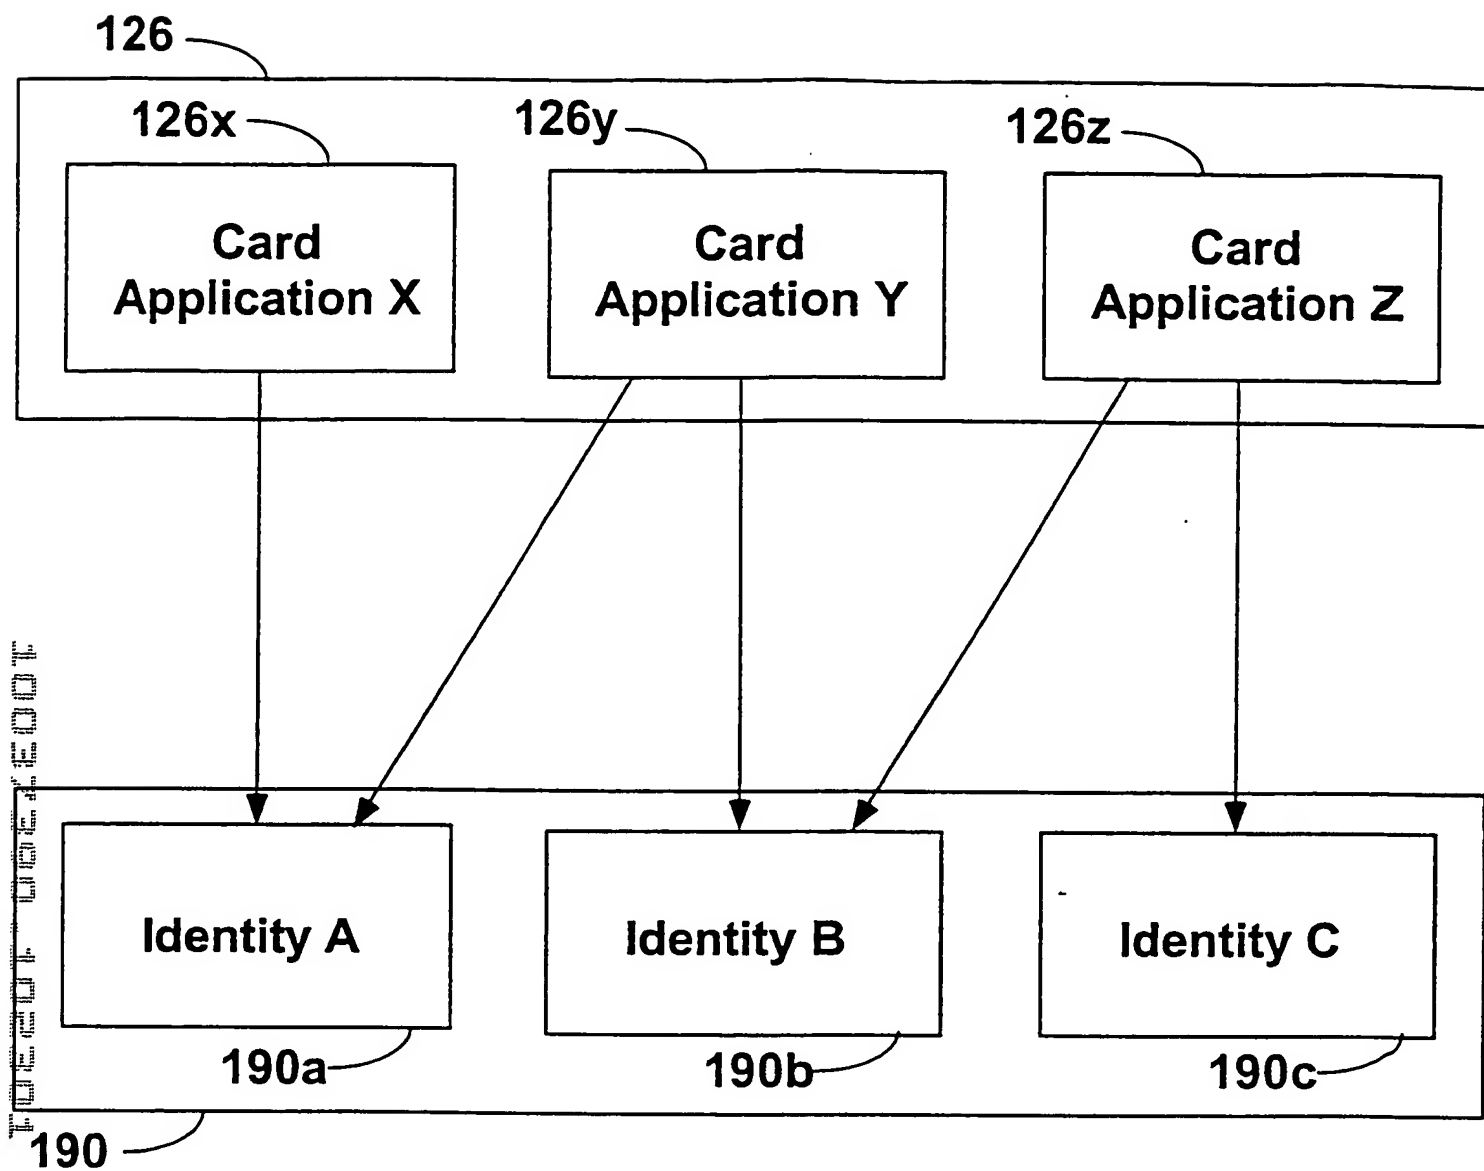 126
126x
126y
126z
Card
Application X
Card
Application Y
Card
Application Z
Identity A
Identity B
Identity C
190a
190b
190c
190